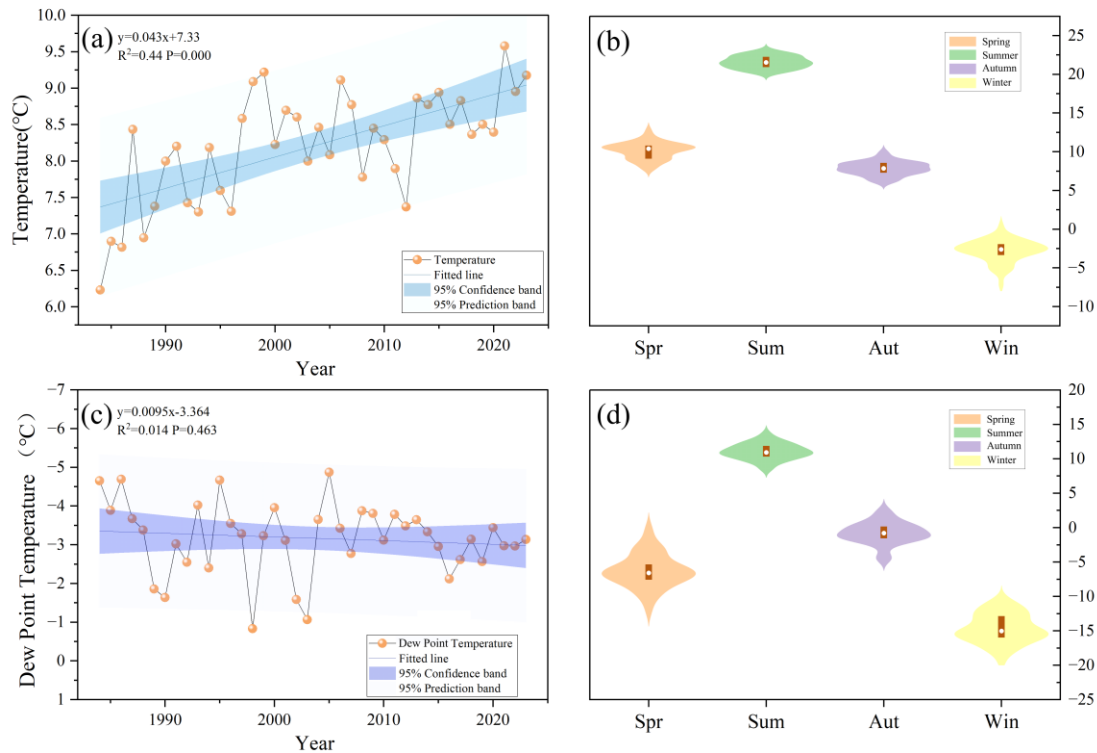 (a)
y=0.043x+7.33
R²=0.44 P=0.000
Temperature(℃)
10.0
9.5
9.0
8.5
8.0
7.5
7.0
6.5
6.0
Temperature
Fitted line
95% Confidence band
95% Prediction band
1990 2000 2010 2020
Year
(b)
Spring
Summer
Autumn
Winter
25
20
15
10
5
0
−5
−10
Spr Sum Aut Win
(c)
y=0.0095x-3.364
R²=0.014 P=0.463
Dew Point Temperature（℃）
−7
−6
−5
−4
−3
−2
−1
0
1
Dew Point Temperature
Fitted line
95% Confidence band
95% Prediction band
1990 2000 2010 2020
Year
(d)
Spring
Summer
Autumn
Winter
20
15
10
5
0
−5
−10
−15
−20
−25
Spr Sum Aut Win